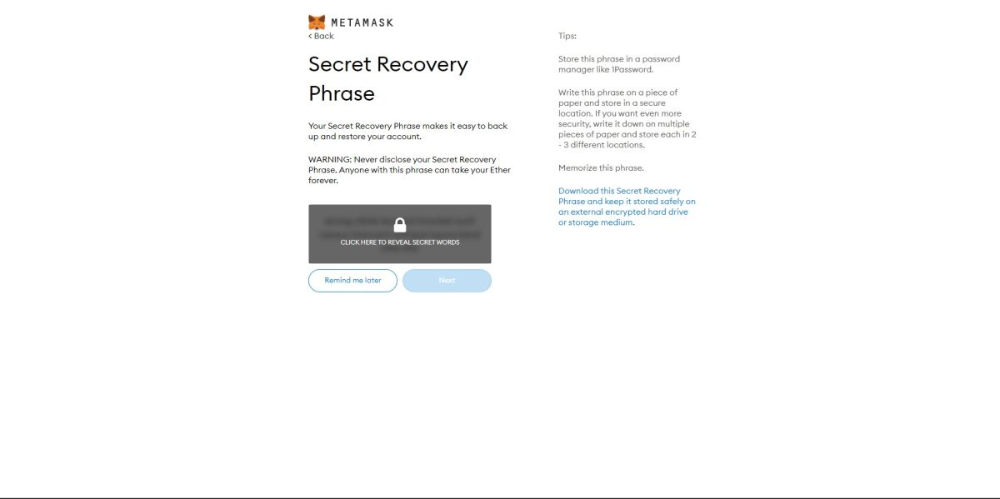 METAMASK
< Back
Secret Recovery
Phrase
Your Secret Recovery Phrase makes it easy to back
up and restore your account.
WARNING: Never disclose your Secret Recovery
Phrase. Anyone with this phrase can take your Ether
forever.
CLICK HERE TO REVEAL SECRET WORDS
Remind me later
Next
Tips:
Store this phrase in a password
manager like 1Password.
Write this phrase on a piece of
paper and store in a secure
location. If you want even more
security, write it down on multiple
pieces of paper and store each in 2
- 3 different locations.
Memorize this phrase.
Download this Secret Recovery
Phrase and keep it stored safely on
an external encrypted hard drive
or storage medium.